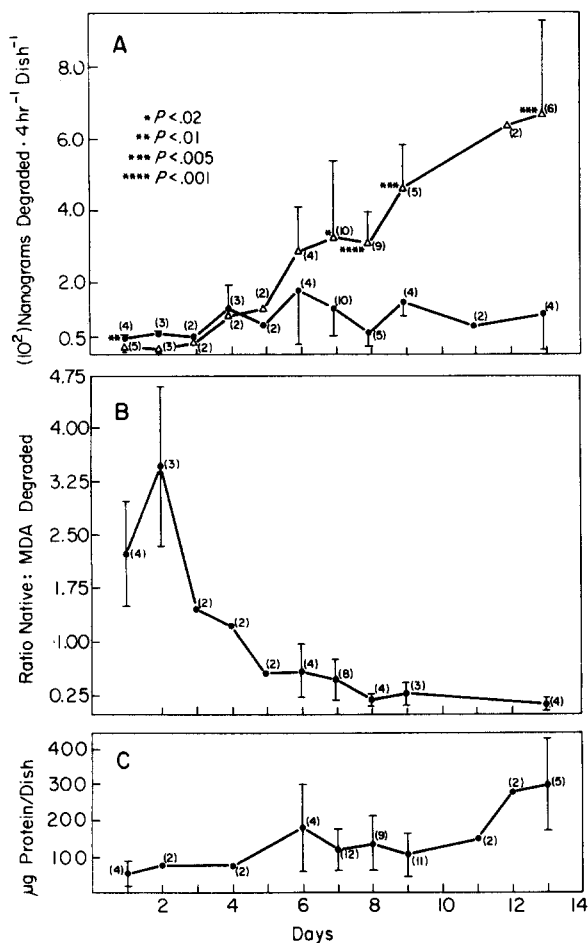 A
(10²) Nanograms Degraded · 4 hr⁻¹ Dish⁻¹
8.0
6.0
4.0
2.0
0.5
* P<.02
** P<.01
*** P<.005
**** P<.001
**(4) (3) (2) (3) (2) (4) (10) (5) (4) (2) (4)
(5) (3) (2) (2) (2) (4) *(10) ****(9) ***(5) (2) ***(6)
B
Ratio Native: MDA Degraded
4.75
4.00
3.25
2.50
1.75
1.00
0.25
(4) (3) (2) (2) (2) (4) (8) (4) (3) (4)
C
µg Protein/Dish
400
300
200
100
(4) (2) (2) (4) (12) (9) (11) (2) (2) (5)
2 4 6 8 10 12 14
Days